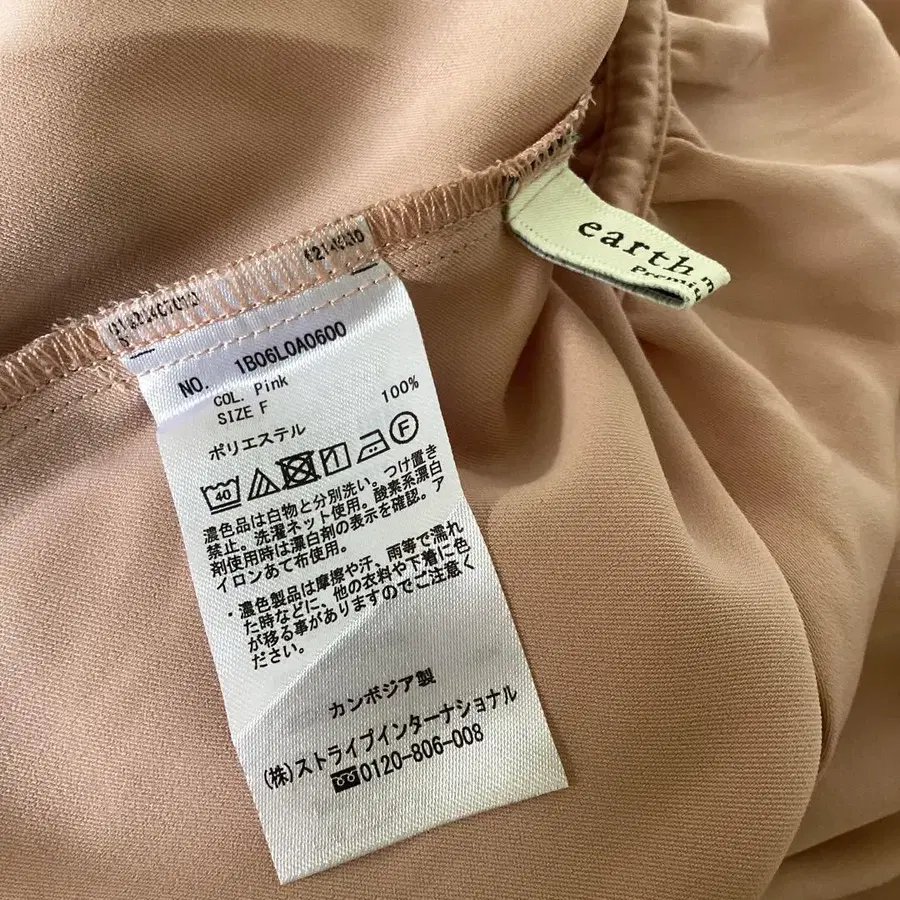 earth m
Premiu
NO. 1B06L0A0600
COL. Pink
SIZE F
ポリエステル 100%
40
F
濃色品は白物と分別洗い。つけ置き
禁止。洗濯ネット使用。酸素系漂白
剤使用時は漂白剤の表示を確認。ア
イロンあて布使用。
・濃色製品は摩擦や汗、雨等で濡れ
た時などに、他の衣料や下着に色
が移る事がありますのでご注意く
ださい。
カンボジア製
(株)ストライプインターナショナル
0120-806-008